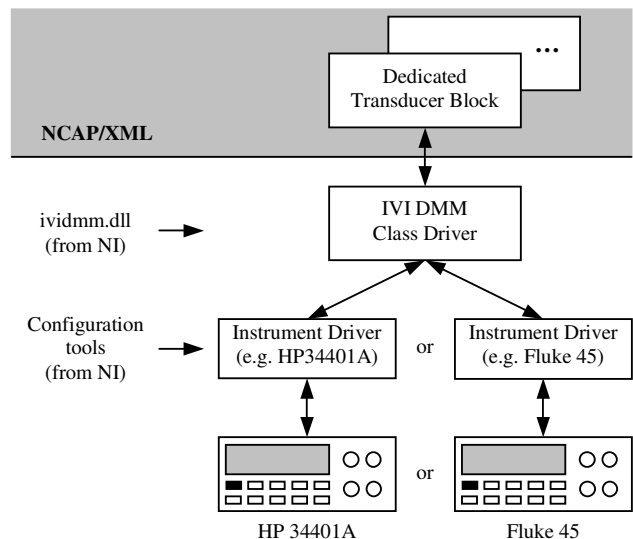 ...
Dedicated
Transducer Block
NCAP/XML
ividmm.dll
(from NI)
IVI DMM
Class Driver
Configuration
tools
(from NI)
Instrument Driver
(e.g. HP34401A)
or
Instrument Driver
(e.g. Fluke 45)
or
HP 34401A
Fluke 45